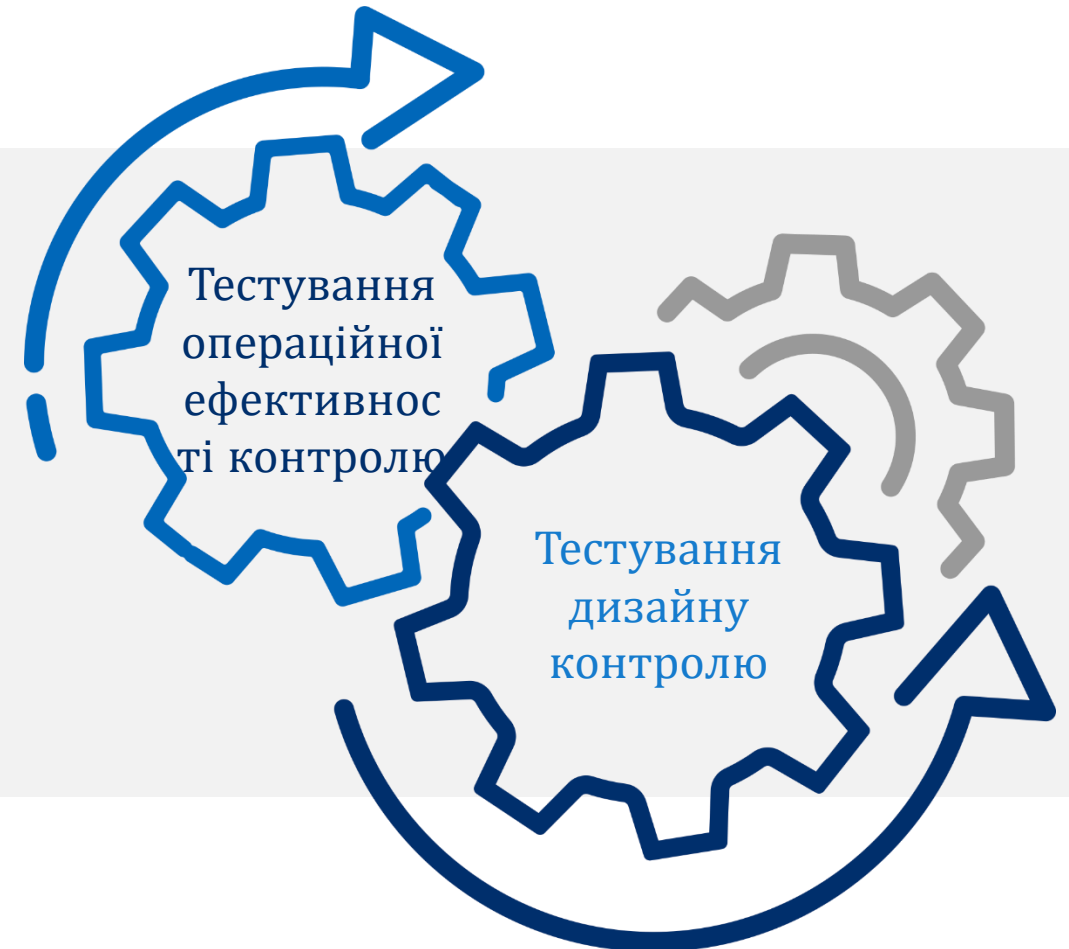 Тестування
операційної
ефективнос
ті контролю
Тестування
дизайну
контролю